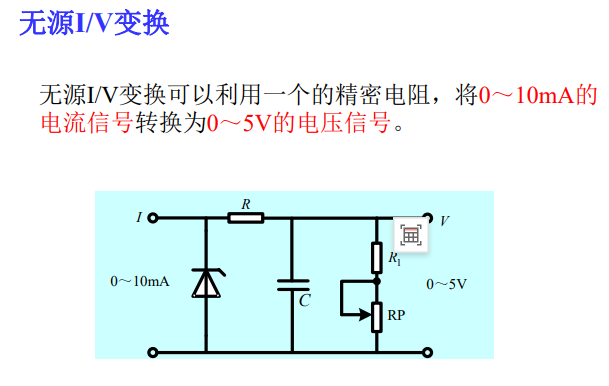 无源I/V变换
无源I/V变换可以利用一个的精密电阻，将0～10mA的
电流信号转换为0～5V的电压信号。
I
R
V
0～10mA
C
R1
0～5V
RP